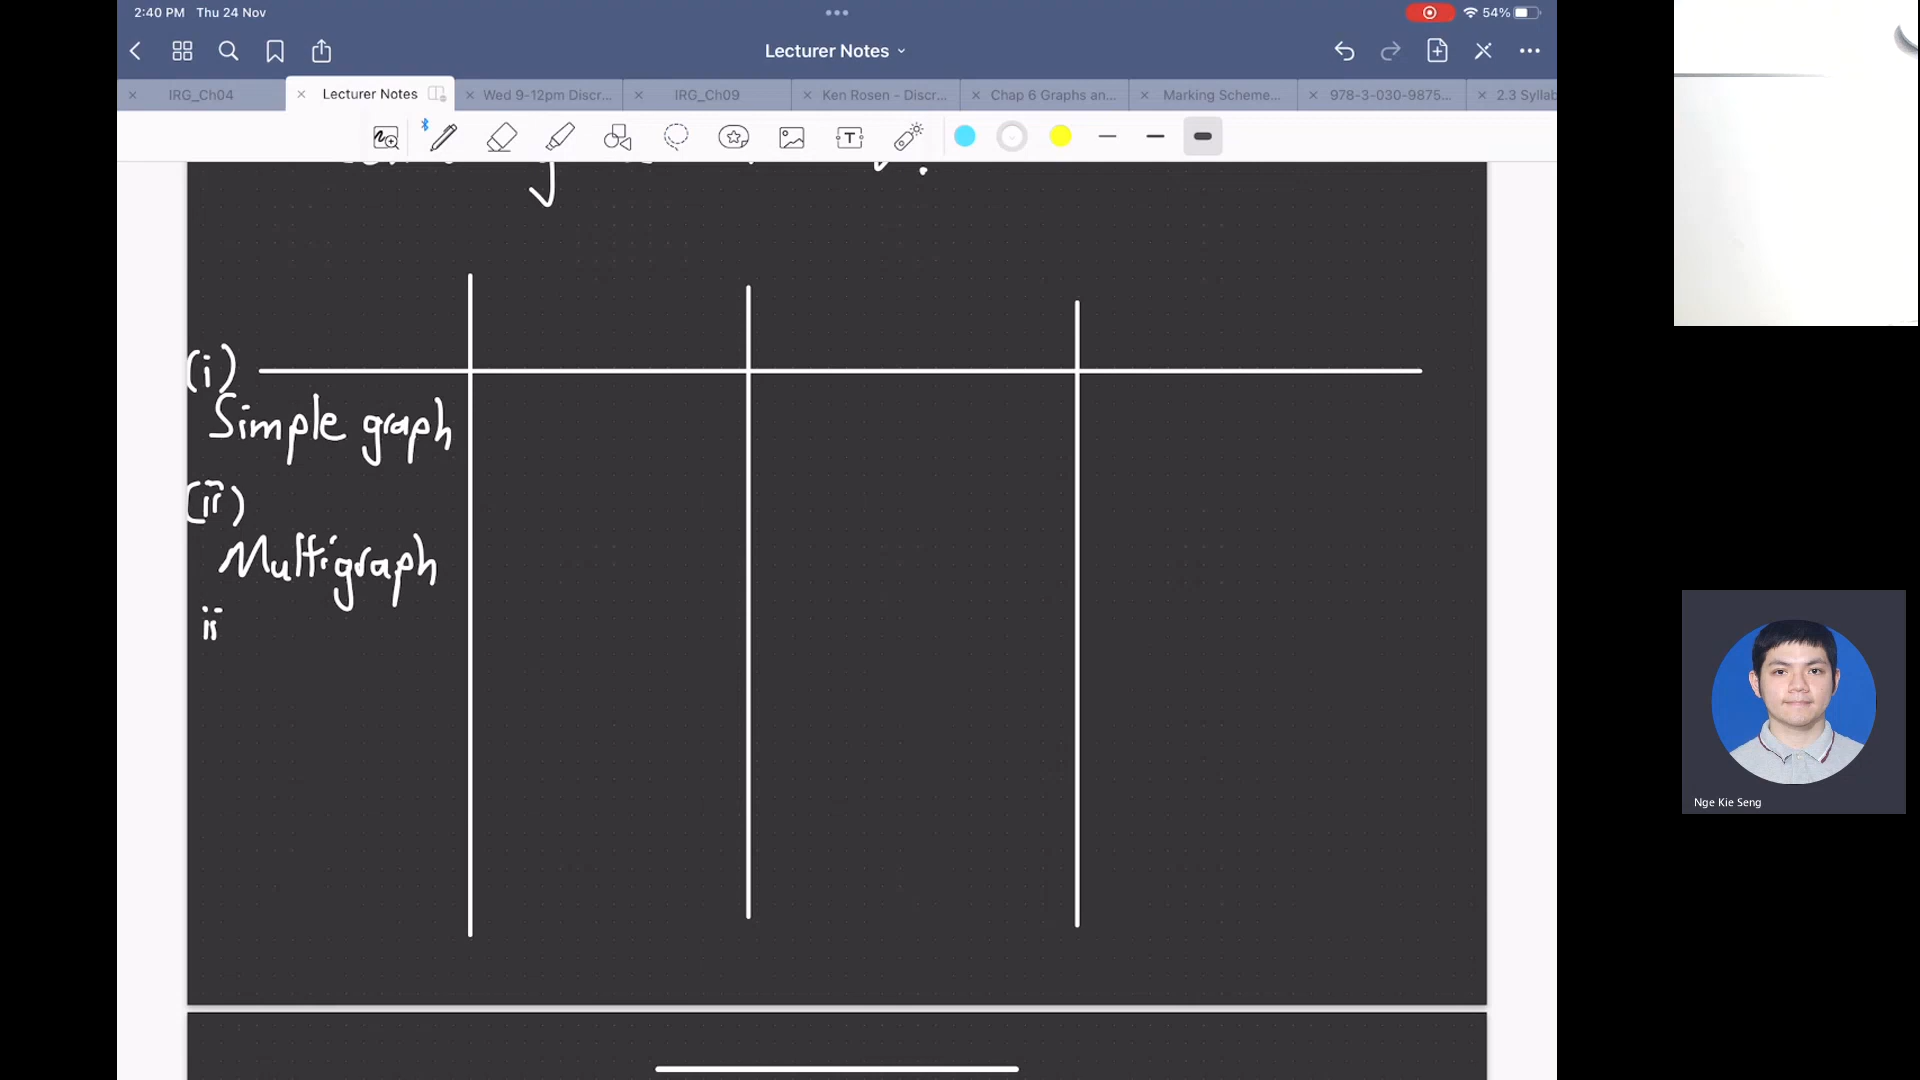 2:40 PM Thu 24 Nov
54%
Lecturer Notes
IRG_Ch04
Lecturer Notes
Wed 9-12pm Discr...
IRG_Ch09
Ken Rosen - Discr...
Chap 6 Graphs an...
Marking Scheme...
978-3-030-9875...
2.3 Syllab
(i)
Simple graph
(ii)
Multigraph
ii
Nge Kie Seng